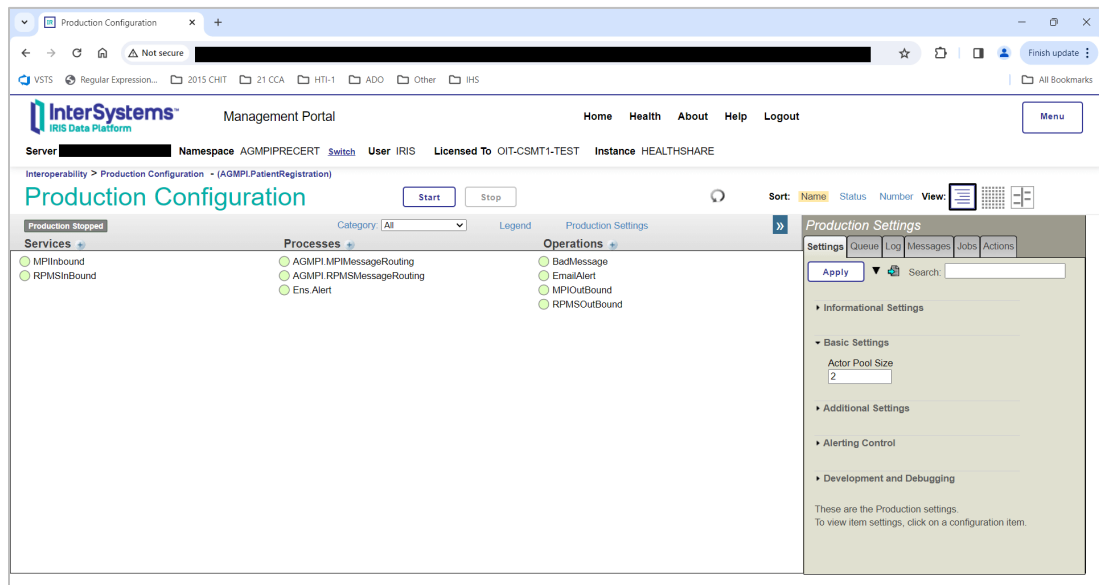 Production Configuration
Not secure
Finish update
VSTS Regular Expression... 2015 CHIT 21 CCA HTI-1 ADO Other IHS All Bookmarks
InterSystems™
IRIS Data Platform
Management Portal
Home Health About Help Logout
Menu
Server Namespace AGMPIPRECERT Switch User IRIS Licensed To OIT-CSMT1-TEST Instance HEALTHSHARE
Interoperability > Production Configuration - (AGMPI.PatientRegistration)
Production Configuration
Start Stop
Sort: Name Status Number View:
Production Stopped
Category: All
Legend
Production Settings
Services
MPIInbound
RPMSInBound
Processes
AGMPI.MPIMessageRouting
AGMPI.RPMSMessageRouting
Ens.Alert
Operations
BadMessage
EmailAlert
MPIOutBound
RPMSOutBound
Production Settings
Settings Queue Log Messages Jobs Actions
Apply
Search:
Informational Settings
Basic Settings
Actor Pool Size
2
Additional Settings
Alerting Control
Development and Debugging
These are the Production settings.
To view item settings, click on a configuration item.